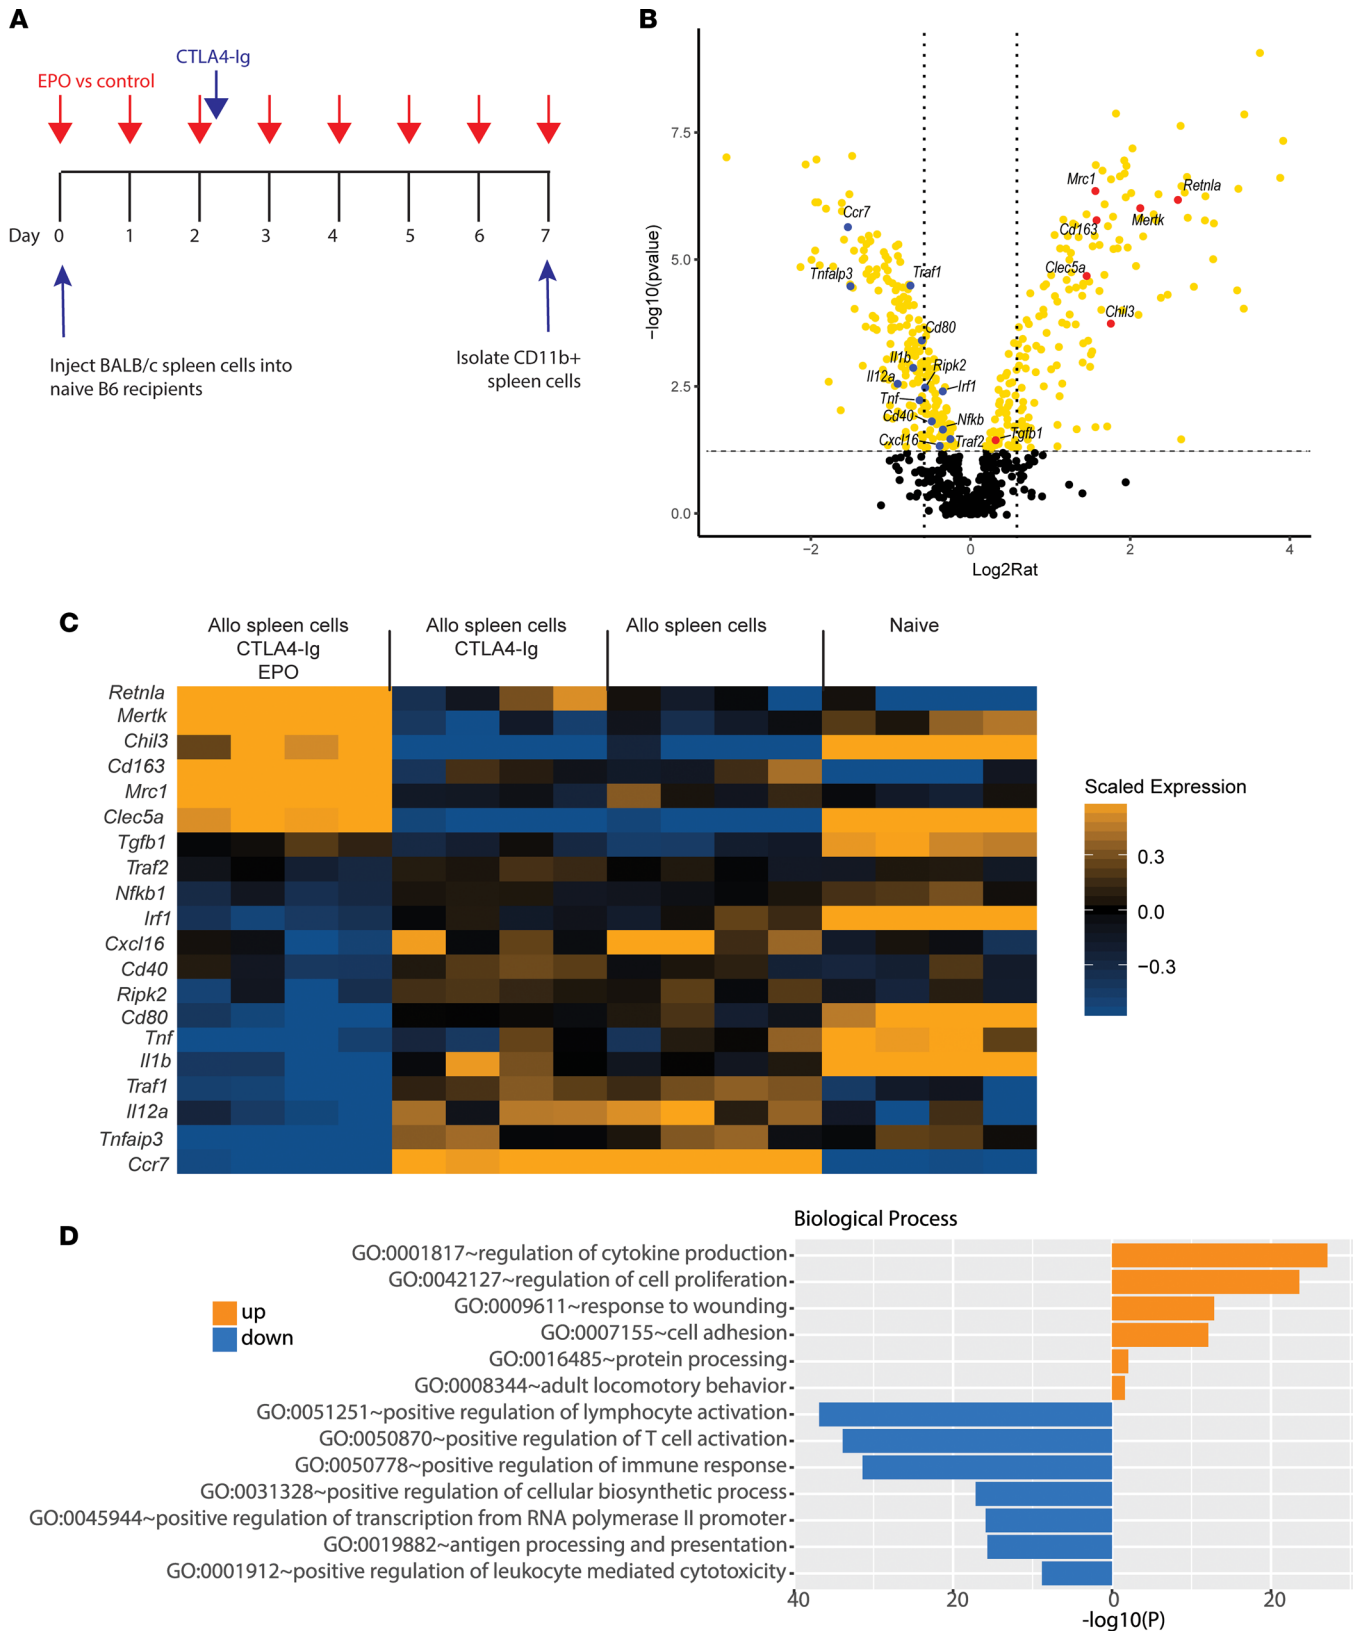 A
CTLA4-Ig
EPO vs control
Day 0 1 2 3 4 5 6 7
Inject BALB/c spleen cells into
naive B6 recipients
Isolate CD11b+
spleen cells
B
−log10(pvalue)
7.5
5.0
2.5
0.0
Mrc1
Retnla
Ccr7
Mertk
Cd163
Clec5a
Tnfalp3
Traf1
Chil3
Cd80
Il1b
Ripk2
Il12a
Irf1
Tnf
Cd40
Nfkb
Tgfb1
Cxcl16
Traf2
−2 0 2 4
Log2Rat
C
Allo spleen cells
CTLA4-Ig
EPO
Allo spleen cells
CTLA4-Ig
Allo spleen cells
Naive
Retnla
Mertk
Chil3
Cd163
Mrc1
Clec5a
Tgfb1
Traf2
Nfkb1
Irf1
Cxcl16
Cd40
Ripk2
Cd80
Tnf
Il1b
Traf1
Il12a
Tnfaip3
Ccr7
Scaled Expression
0.3
0.0
−0.3
D
Biological Process
up
down
GO:0001817~regulation of cytokine production
GO:0042127~regulation of cell proliferation
GO:0009611~response to wounding
GO:0007155~cell adhesion
GO:0016485~protein processing
GO:0008344~adult locomotory behavior
GO:0051251~positive regulation of lymphocyte activation
GO:0050870~positive regulation of T cell activation
GO:0050778~positive regulation of immune response
GO:0031328~positive regulation of cellular biosynthetic process
GO:0045944~positive regulation of transcription from RNA polymerase II promoter
GO:0019882~antigen processing and presentation
GO:0001912~positive regulation of leukocyte mediated cytotoxicity
40 20 0 20
-log10(P)